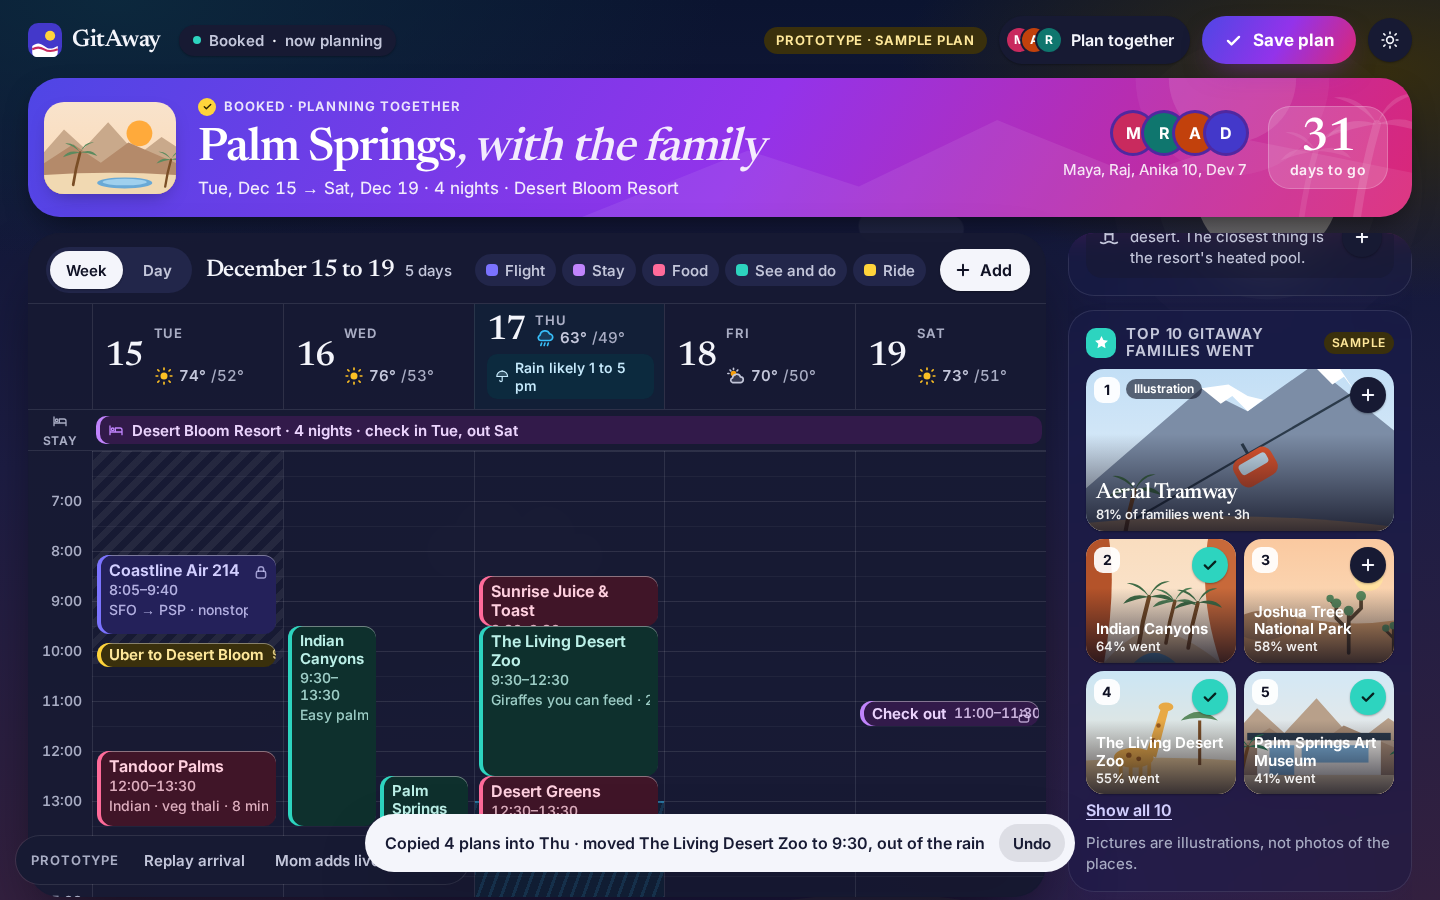 GitAway
Booked · now planning
PROTOTYPE · SAMPLE PLAN
R
Plan together
Save plan
BOOKED · PLANNING TOGETHER
Palm Springs, with the family
Tue, Dec 15 → Sat, Dec 19 · 4 nights · Desert Bloom Resort
M R A D
Maya, Raj, Anika 10, Dev 7
31
days to go
Week
Day
December 15 to 19 5 days
Flight
Stay
Food
See and do
Ride
Add
desert. The closest thing is
the resort's heated pool.
15 TUE
74° /52°
16 WED
76° /53°
17 THU
63° /49°
Rain likely 1 to 5
pm
18 FRI
70° /50°
19 SAT
73° /51°
STAY
Desert Bloom Resort · 4 nights · check in Tue, out Sat
7:00
8:00
9:00
10:00
11:00
12:00
13:00
Coastline Air 214
8:05–9:40
SFO → PSP · nonstop
Uber to Desert Bloom
Tandoor Palms
12:00–13:30
Indian · veg thali · 8 min
Indian
Canyons
9:30–
13:30
Easy palm
Palm
Springs
Sunrise Juice &
Toast
The Living Desert
Zoo
9:30–12:30
Giraffes you can feed · 2
Desert Greens
12:30–13:30
Check out 11:00–11:30
TOP 10 GITAWAY
FAMILIES WENT
SAMPLE
1
Illustration
Aerial Tramway
81% of families went · 3h
2
Indian Canyons
64% went
3
Joshua Tree
National Park
58% went
4
The Living Desert
Zoo
55% went
5
Palm Springs Art
Museum
41% went
Show all 10
Pictures are illustrations, not photos of the
places.
PROTOTYPE
Replay arrival
Mom adds live
Copied 4 plans into Thu · moved The Living Desert Zoo to 9:30, out of the rain
Undo